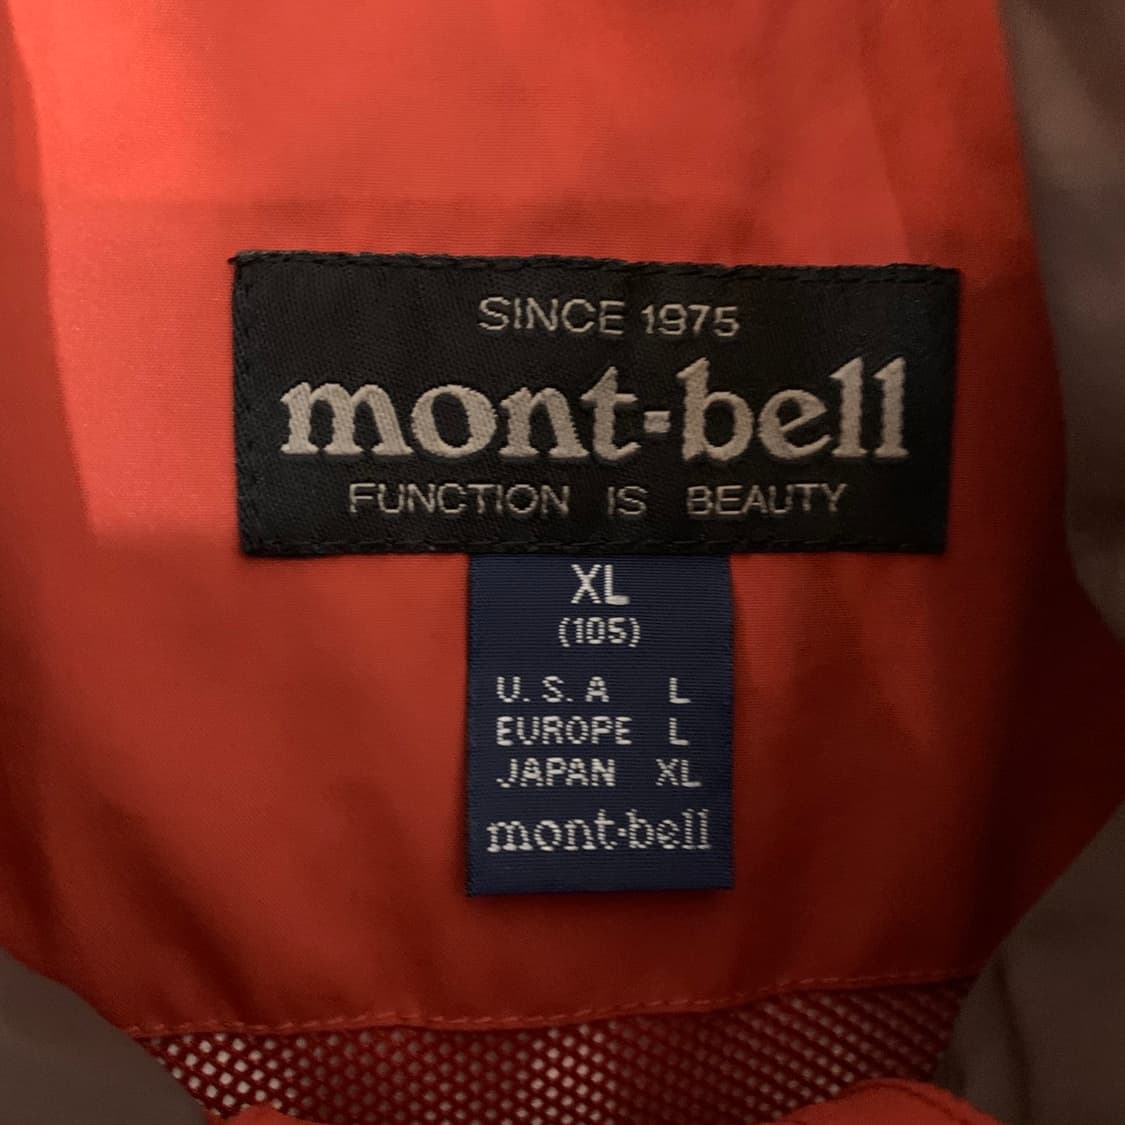 SINCE 1975
mont-bell
FUNCTION IS BEAUTY
XL
(105)
U.S.A L
EUROPE L
JAPAN XL
mont-bell